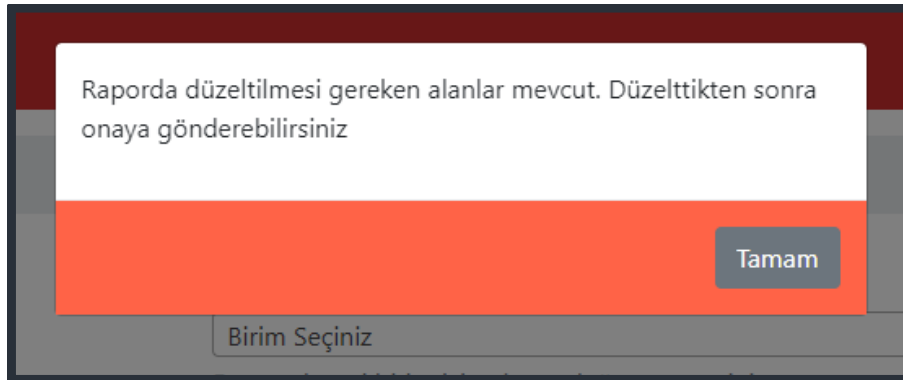 Raporda düzeltilmesi gereken alanlar mevcut. Düzelttikten sonra
onaya gönderebilirsiniz
Tamam
Birim Seçiniz